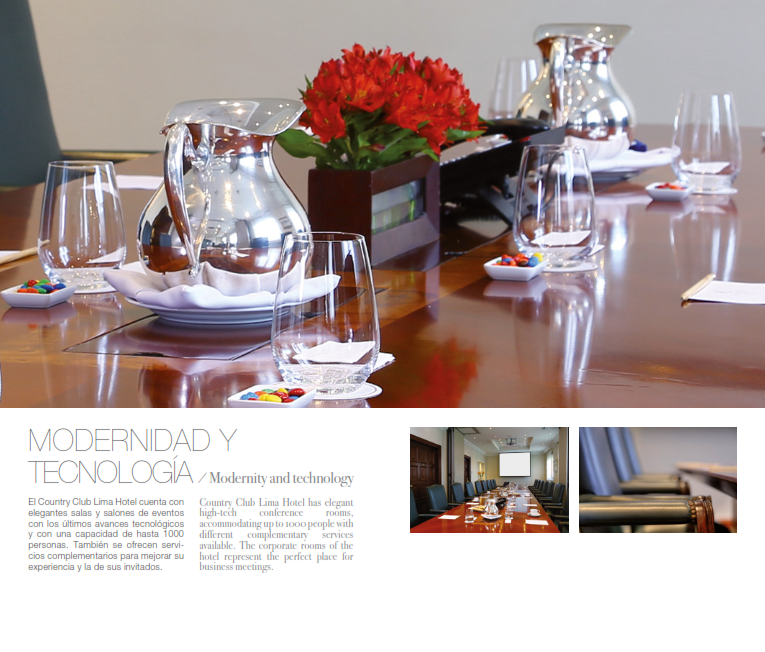 MODERNIDAD Y
TECNOLOGÍA / Modernity and technology
El Country Club Lima Hotel cuenta con
elegantes salas y salones de eventos
con los últimos avances tecnológicos
y con una capacidad de hasta 1000
personas. También se ofrecen servi-
cios complementarios para mejorar su
experiencia y la de sus invitados.
Country Club Lima Hotel has elegant
high-tech conference rooms,
accommodating up to 1000 people with
different complementary services
available. The corporate rooms of the
hotel represent the perfect place for
business meetings.